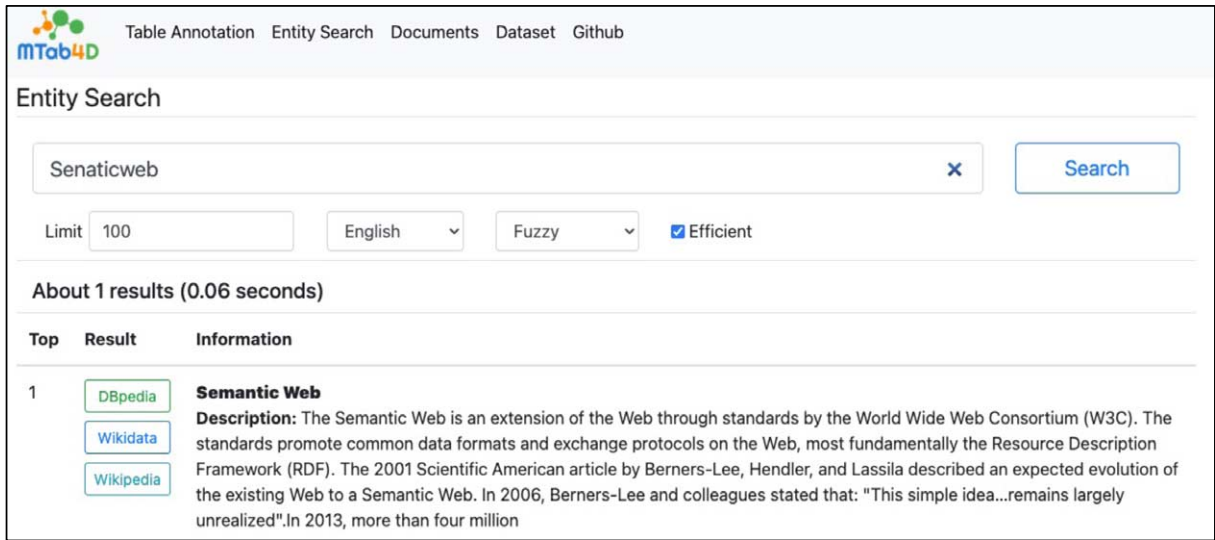 MTab4D
Table Annotation Entity Search Documents Dataset Github
Entity Search
Senaticweb × Search
Limit 100 English Fuzzy Efficient
About 1 results (0.06 seconds)
Top Result Information
1 DBpedia Semantic Web
Description: The Semantic Web is an extension of the Web through standards by the World Wide Web Consortium (W3C). The
Wikidata standards promote common data formats and exchange protocols on the Web, most fundamentally the Resource Description
Wikipedia Framework (RDF). The 2001 Scientific American article by Berners-Lee, Hendler, and Lassila described an expected evolution of
the existing Web to a Semantic Web. In 2006, Berners-Lee and colleagues stated that: "This simple idea...remains largely
unrealized".In 2013, more than four million